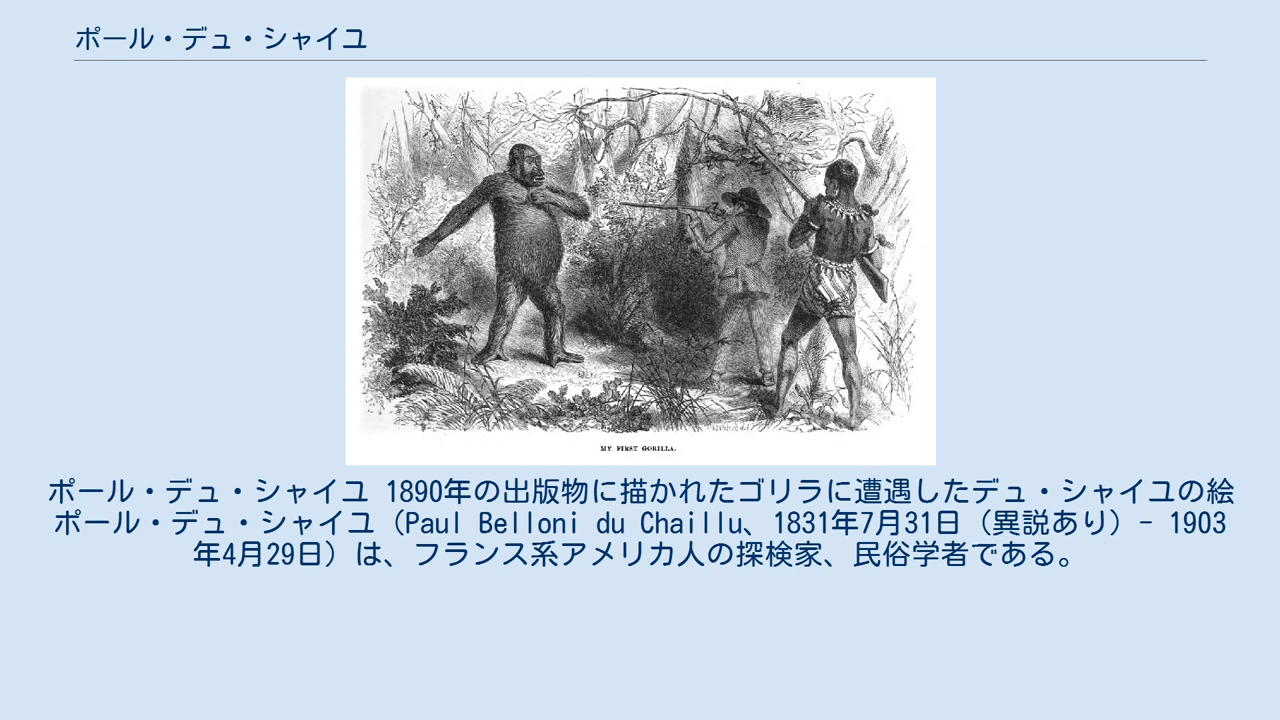 ポール・デュ・シャイユ
MY FIRST GORILLA.
ポール・デュ・シャイユ 1890年の出版物に描かれたゴリラに遭遇したデュ・シャイユの絵
ポール・デュ・シャイユ（Paul Belloni du Chaillu、1831年7月31日（異説あり）- 1903
年4月29日）は、フランス系アメリカ人の探検家、民俗学者である。